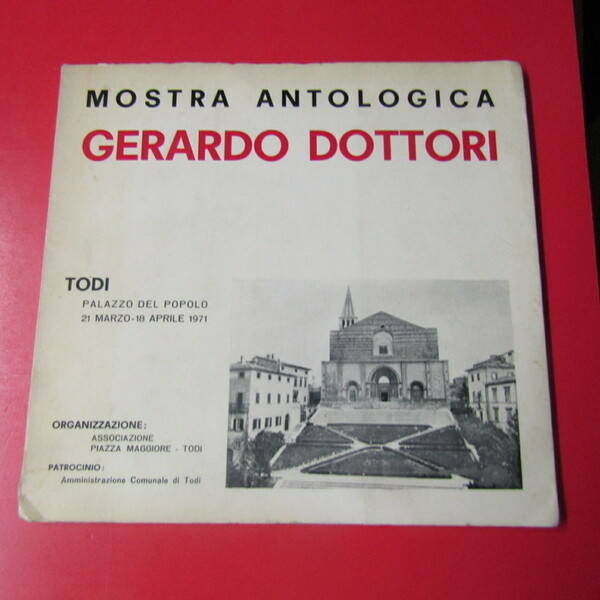 MOSTRA ANTOLOGICA
GERARDO DOTTORI
TODI
PALAZZO DEL POPOLO
21 MARZO-18 APRILE 1971
ORGANIZZAZIONE:
ASSOCIAZIONE
PIAZZA MAGGIORE - TODI
PATROCINIO:
Amministrazione Comunale di Todi